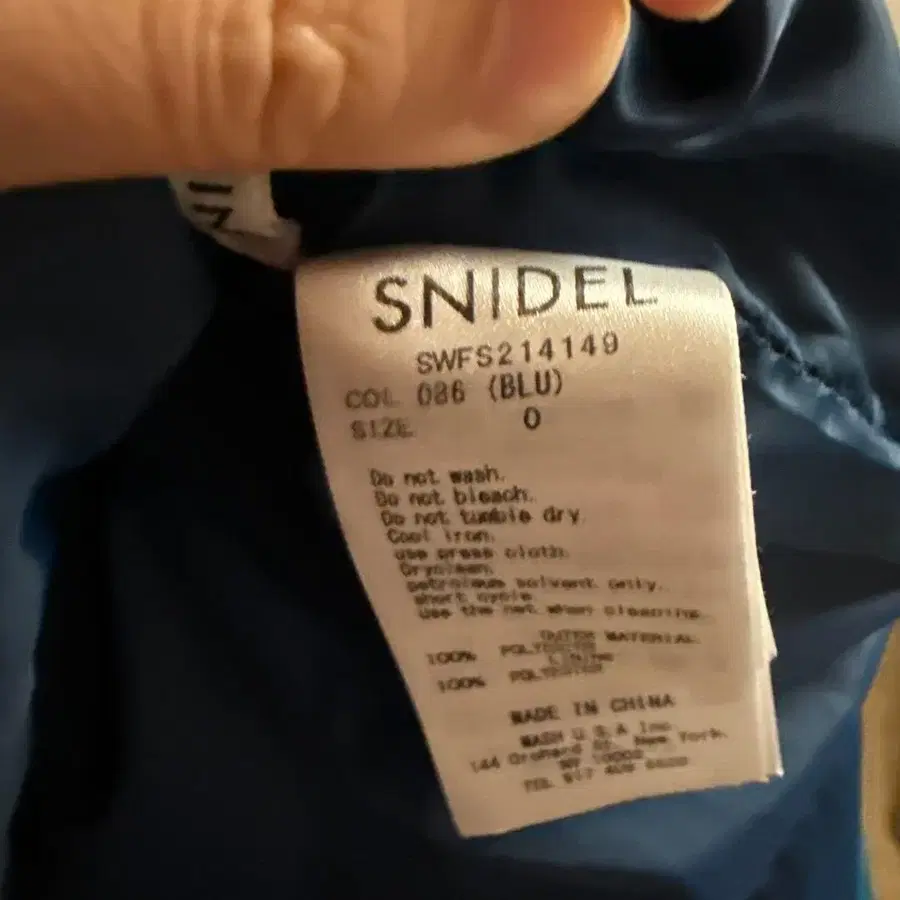 IN
SNIDEL
SWFS214149
COL. 086 (BLU)
SIZE 0
Do not wash.
Do not bleach.
Do not tumble dry.
Cool iron.
use press cloth.
Dryclean.
petroleum solvent only.
short cycle
Use the net when cleaning.
OUTER MATERIAL
100% POLYESTER
LINING
100% POLYESTER
MADE IN CHINA
MASH U.S.A Inc.
144 Orchard St. New York.
NY 10002
TEL